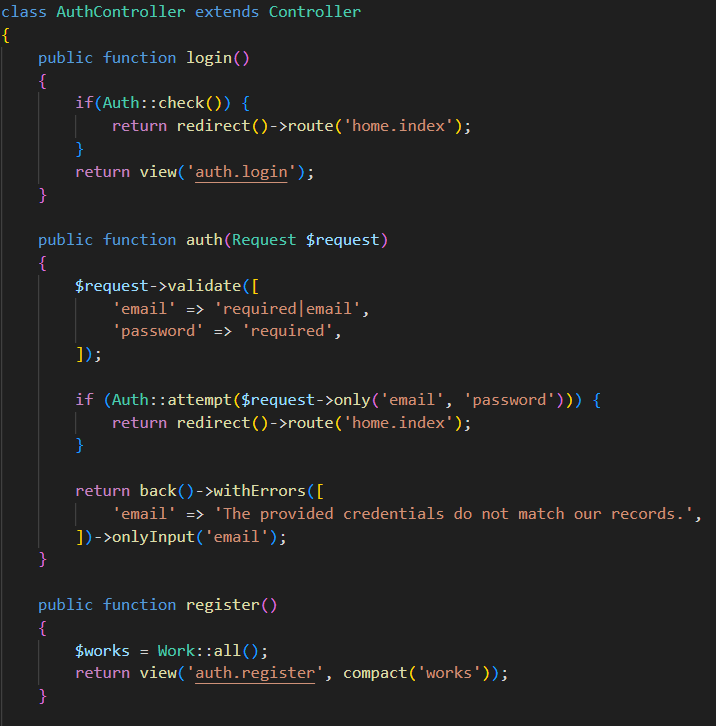 class AuthController extends Controller
{
    public function login()
    {
        if(Auth::check()) {
            return redirect()->route('home.index');
        }
        return view('auth.login');
    }

    public function auth(Request $request)
    {
        $request->validate([
            'email' => 'required|email',
            'password' => 'required',
        ]);

        if (Auth::attempt($request->only('email', 'password'))) {
            return redirect()->route('home.index');
        }

        return back()->withErrors([
            'email' => 'The provided credentials do not match our records.',
        ])->onlyInput('email');
    }

    public function register()
    {
        $works = Work::all();
        return view('auth.register', compact('works'));
    }